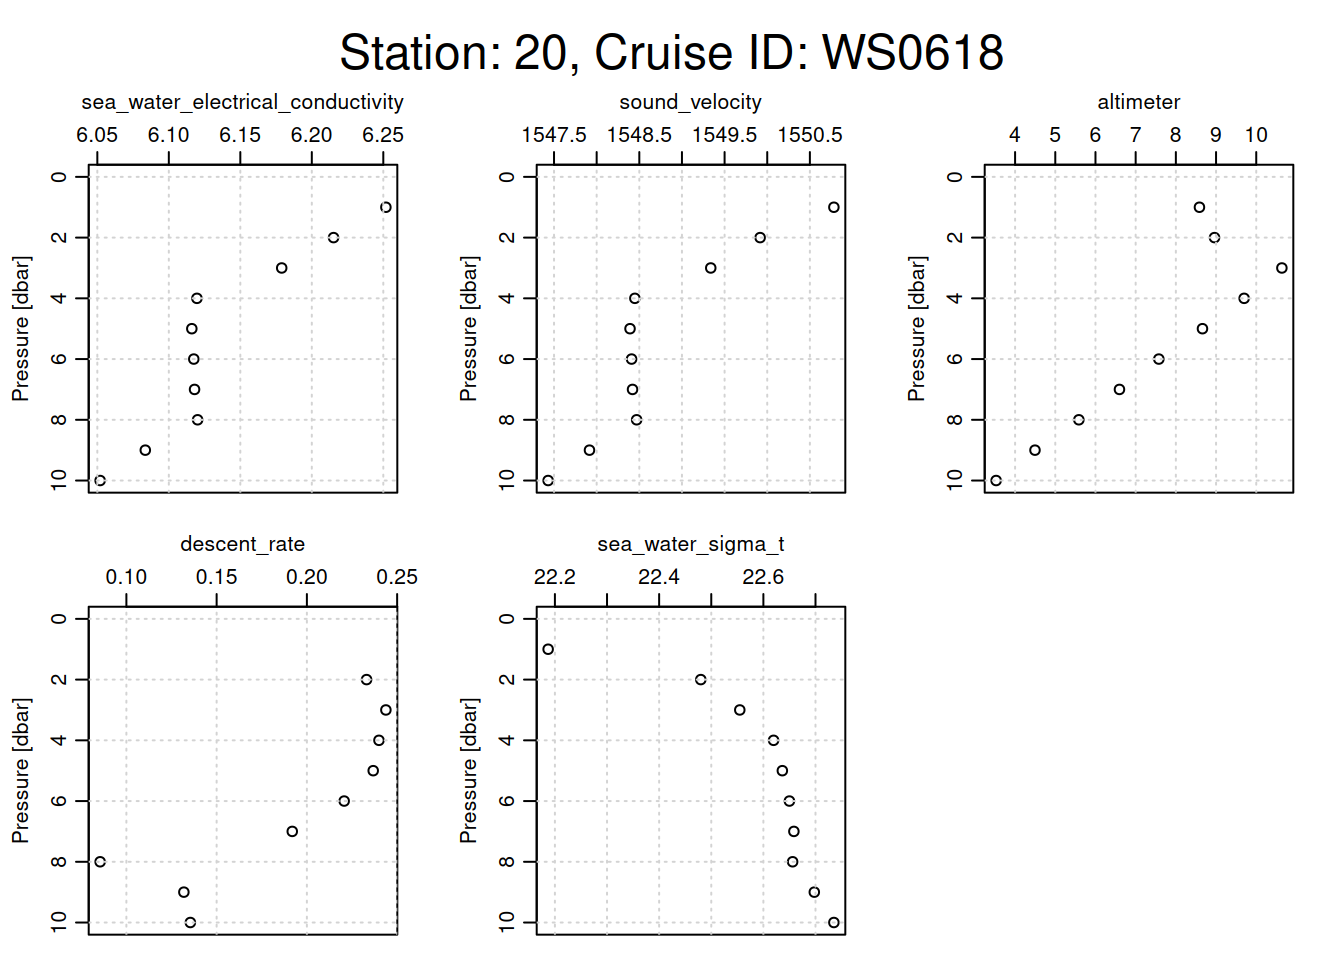 Station: 20, Cruise ID: WS0618
sea_water_electrical_conductivity
6.05 6.10 6.15 6.20 6.25
Pressure [dbar]
0
2
4
6
8
10
sound_velocity
1547.5 1548.5 1549.5 1550.5
Pressure [dbar]
0
2
4
6
8
10
altimeter
4 5 6 7 8 9 10
Pressure [dbar]
0
2
4
6
8
10
descent_rate
0.10 0.15 0.20 0.25
Pressure [dbar]
0
2
4
6
8
10
sea_water_sigma_t
22.2 22.4 22.6
Pressure [dbar]
0
2
4
6
8
10